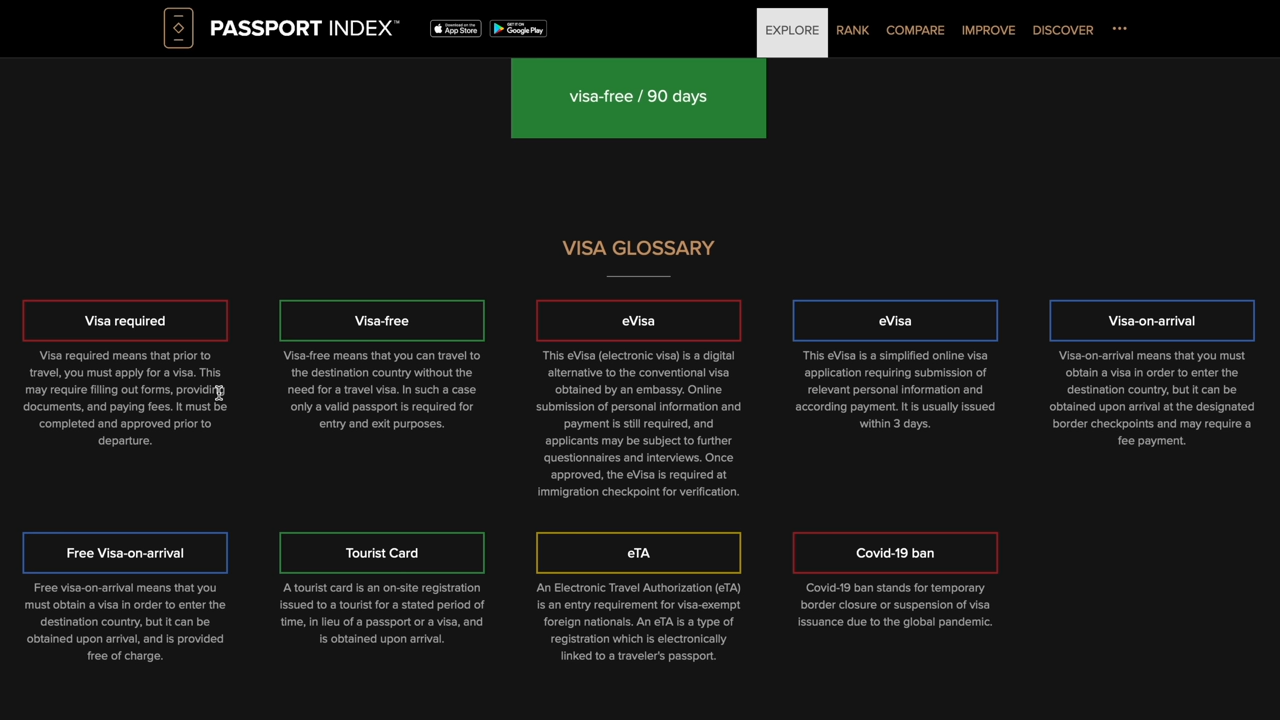 PASSPORT INDEX™
Download on the
App Store
GET IT ON
Google Play
EXPLORE
RANK
COMPARE
IMPROVE
DISCOVER
visa-free / 90 days
VISA GLOSSARY
Visa required
Visa required means that prior to
travel, you must apply for a visa. This
may require filling out forms, providing
documents, and paying fees. It must be
completed and approved prior to
departure.
Visa-free
Visa-free means that you can travel to
the destination country without the
need for a travel visa. In such a case
only a valid passport is required for
entry and exit purposes.
eVisa
This eVisa (electronic visa) is a digital
alternative to the conventional visa
obtained by an embassy. Online
submission of personal information and
payment is still required, and
applicants may be subject to further
questionnaires and interviews. Once
approved, the eVisa is required at
immigration checkpoint for verification.
eVisa
This eVisa is a simplified online visa
application requiring submission of
relevant personal information and
according payment. It is usually issued
within 3 days.
Visa-on-arrival
Visa-on-arrival means that you must
obtain a visa in order to enter the
destination country, but it can be
obtained upon arrival at the designated
border checkpoints and may require a
fee payment.
Free Visa-on-arrival
Free visa-on-arrival means that you
must obtain a visa in order to enter the
destination country, but it can be
obtained upon arrival, and is provided
free of charge.
Tourist Card
A tourist card is an on-site registration
issued to a tourist for a stated period of
time, in lieu of a passport or a visa, and
is obtained upon arrival.
eTA
An Electronic Travel Authorization (eTA)
is an entry requirement for visa-exempt
foreign nationals. An eTA is a type of
registration which is electronically
linked to a traveler's passport.
Covid-19 ban
Covid-19 ban stands for temporary
border closure or suspension of visa
issuance due to the global pandemic.